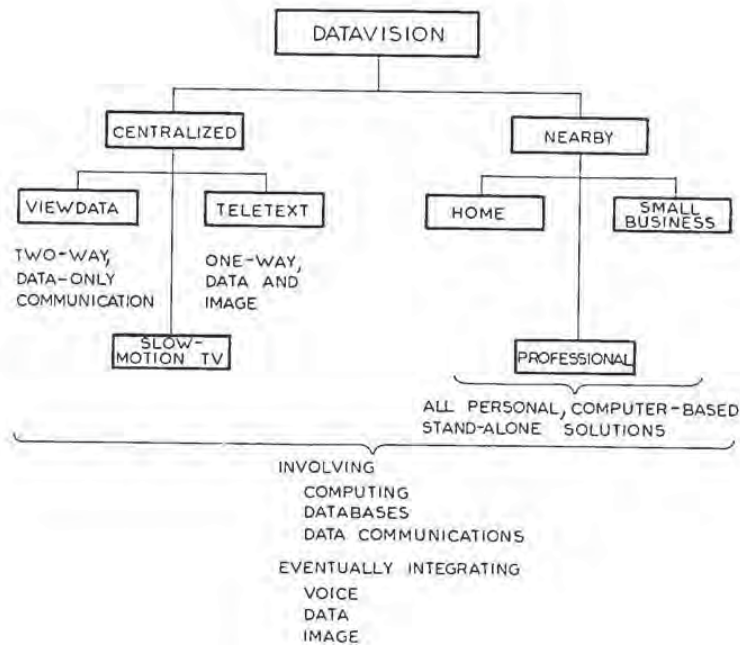 DATAVISION
CENTRALIZED
NEARBY
VIEWDATA
TELETEXT
HOME
SMALL
BUSINESS
TWO-WAY,
DATA-ONLY
COMMUNICATION
ONE-WAY,
DATA AND
IMAGE
SLOW-
MOTION TV
PROFESSIONAL
ALL PERSONAL, COMPUTER-BASED
STAND-ALONE SOLUTIONS
INVOLVING
COMPUTING
DATABASES
DATA COMMUNICATIONS
EVENTUALLY INTEGRATING
VOICE
DATA
IMAGE